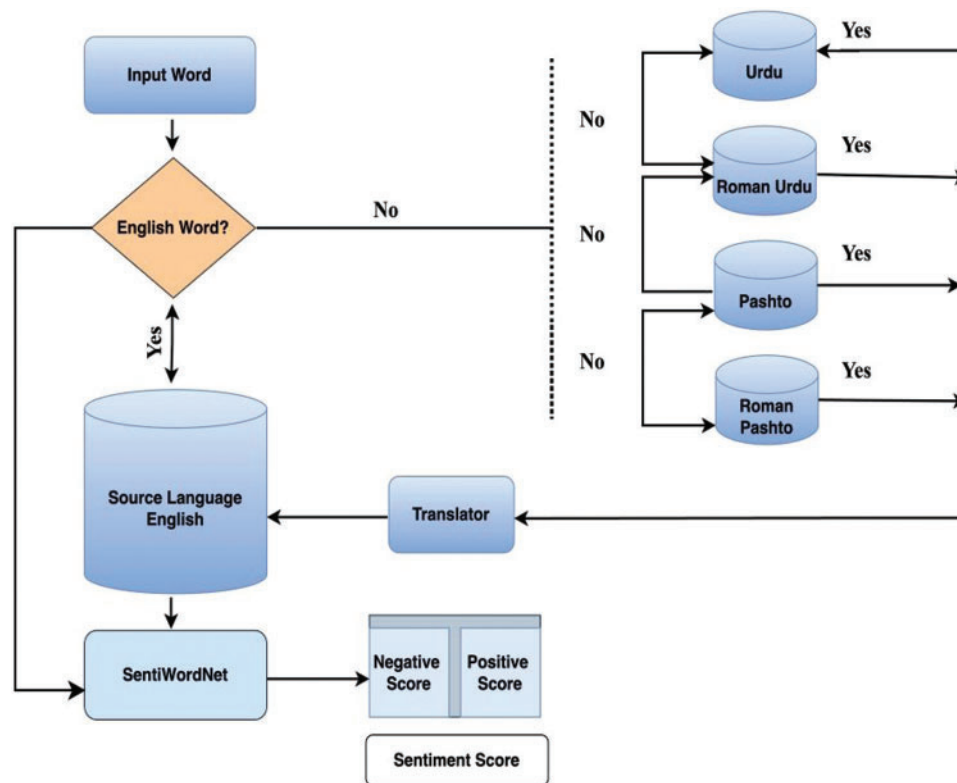 Input Word
English Word?
No
Yes
Source Language
English
SentiWordNet
Translator
Negative
Score
Positive
Score
Sentiment Score
Urdu
Yes
No
Roman Urdu
Yes
No
Pashto
Yes
No
Roman
Pashto
Yes